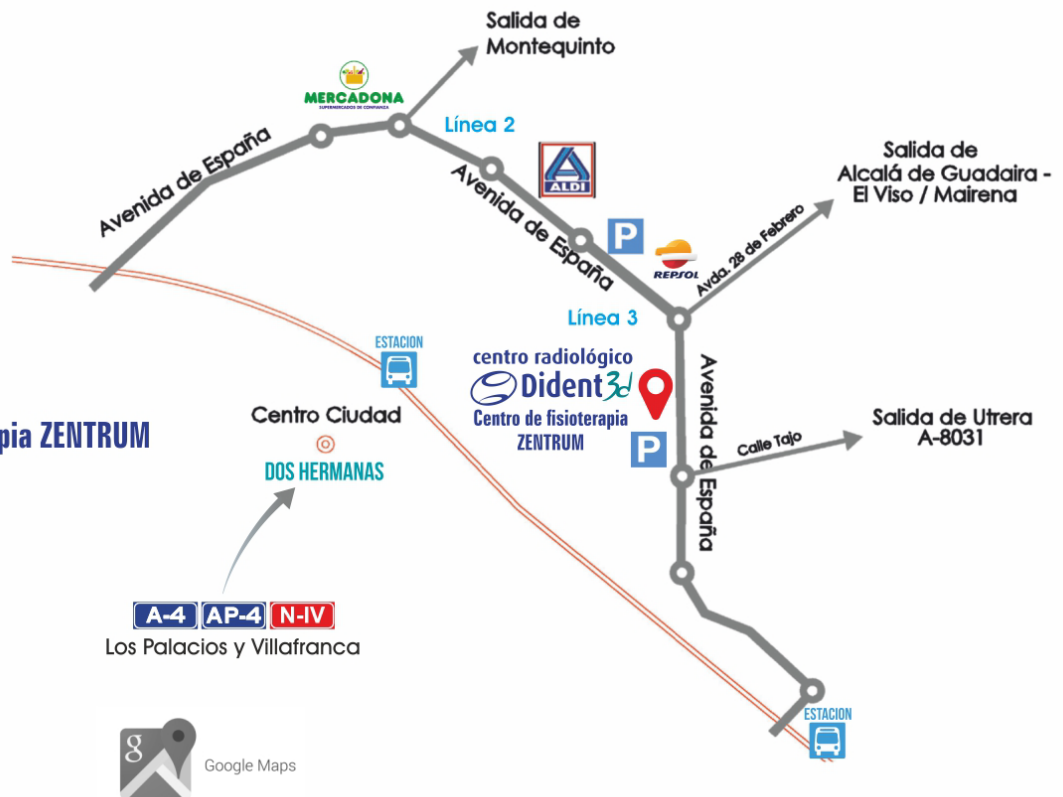 Salida de
Montequinto
MERCADONA
SUPERMERCADOS DE CONFIANZA
Línea 2
Avenida de España
ALDI
Avenida de España
Salida de
Alcalá de Guadaira -
El Viso / Mairena
P
REPSOL
Avda. 28 de Febrero
Línea 3
ESTACION
centro radiológico
Dident 3d
Centro de fisioterapia
ZENTRUM
P
Avenida de España
Centro Ciudad
DOS HERMANAS
pia ZENTRUM
Salida de Utrera
A-8031
Calle Tajo
A-4 AP-4 N-IV
Los Palacios y Villafranca
ESTACION
g
Google Maps